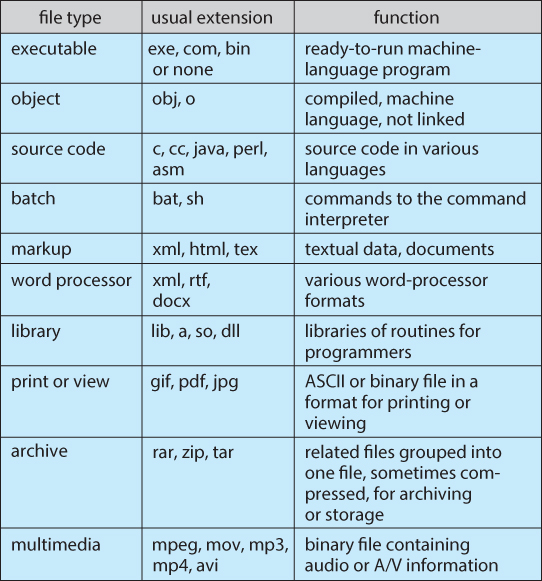 file type usual extension function
executable exe, com, bin ready-to-run machine-
or none language program
object obj, o compiled, machine
language, not linked
source code c, cc, java, perl, source code in various
asm languages
batch bat, sh commands to the command
interpreter
markup xml, html, tex textual data, documents
word processor xml, rtf, various word-processor
docx formats
library lib, a, so, dll libraries of routines for
programmers
print or view gif, pdf, jpg ASCII or binary file in a
format for printing or
viewing
archive rar, zip, tar related files grouped into
one file, sometimes com-
pressed, for archiving
or storage
multimedia mpeg, mov, mp3, binary file containing
mp4, avi audio or A/V information